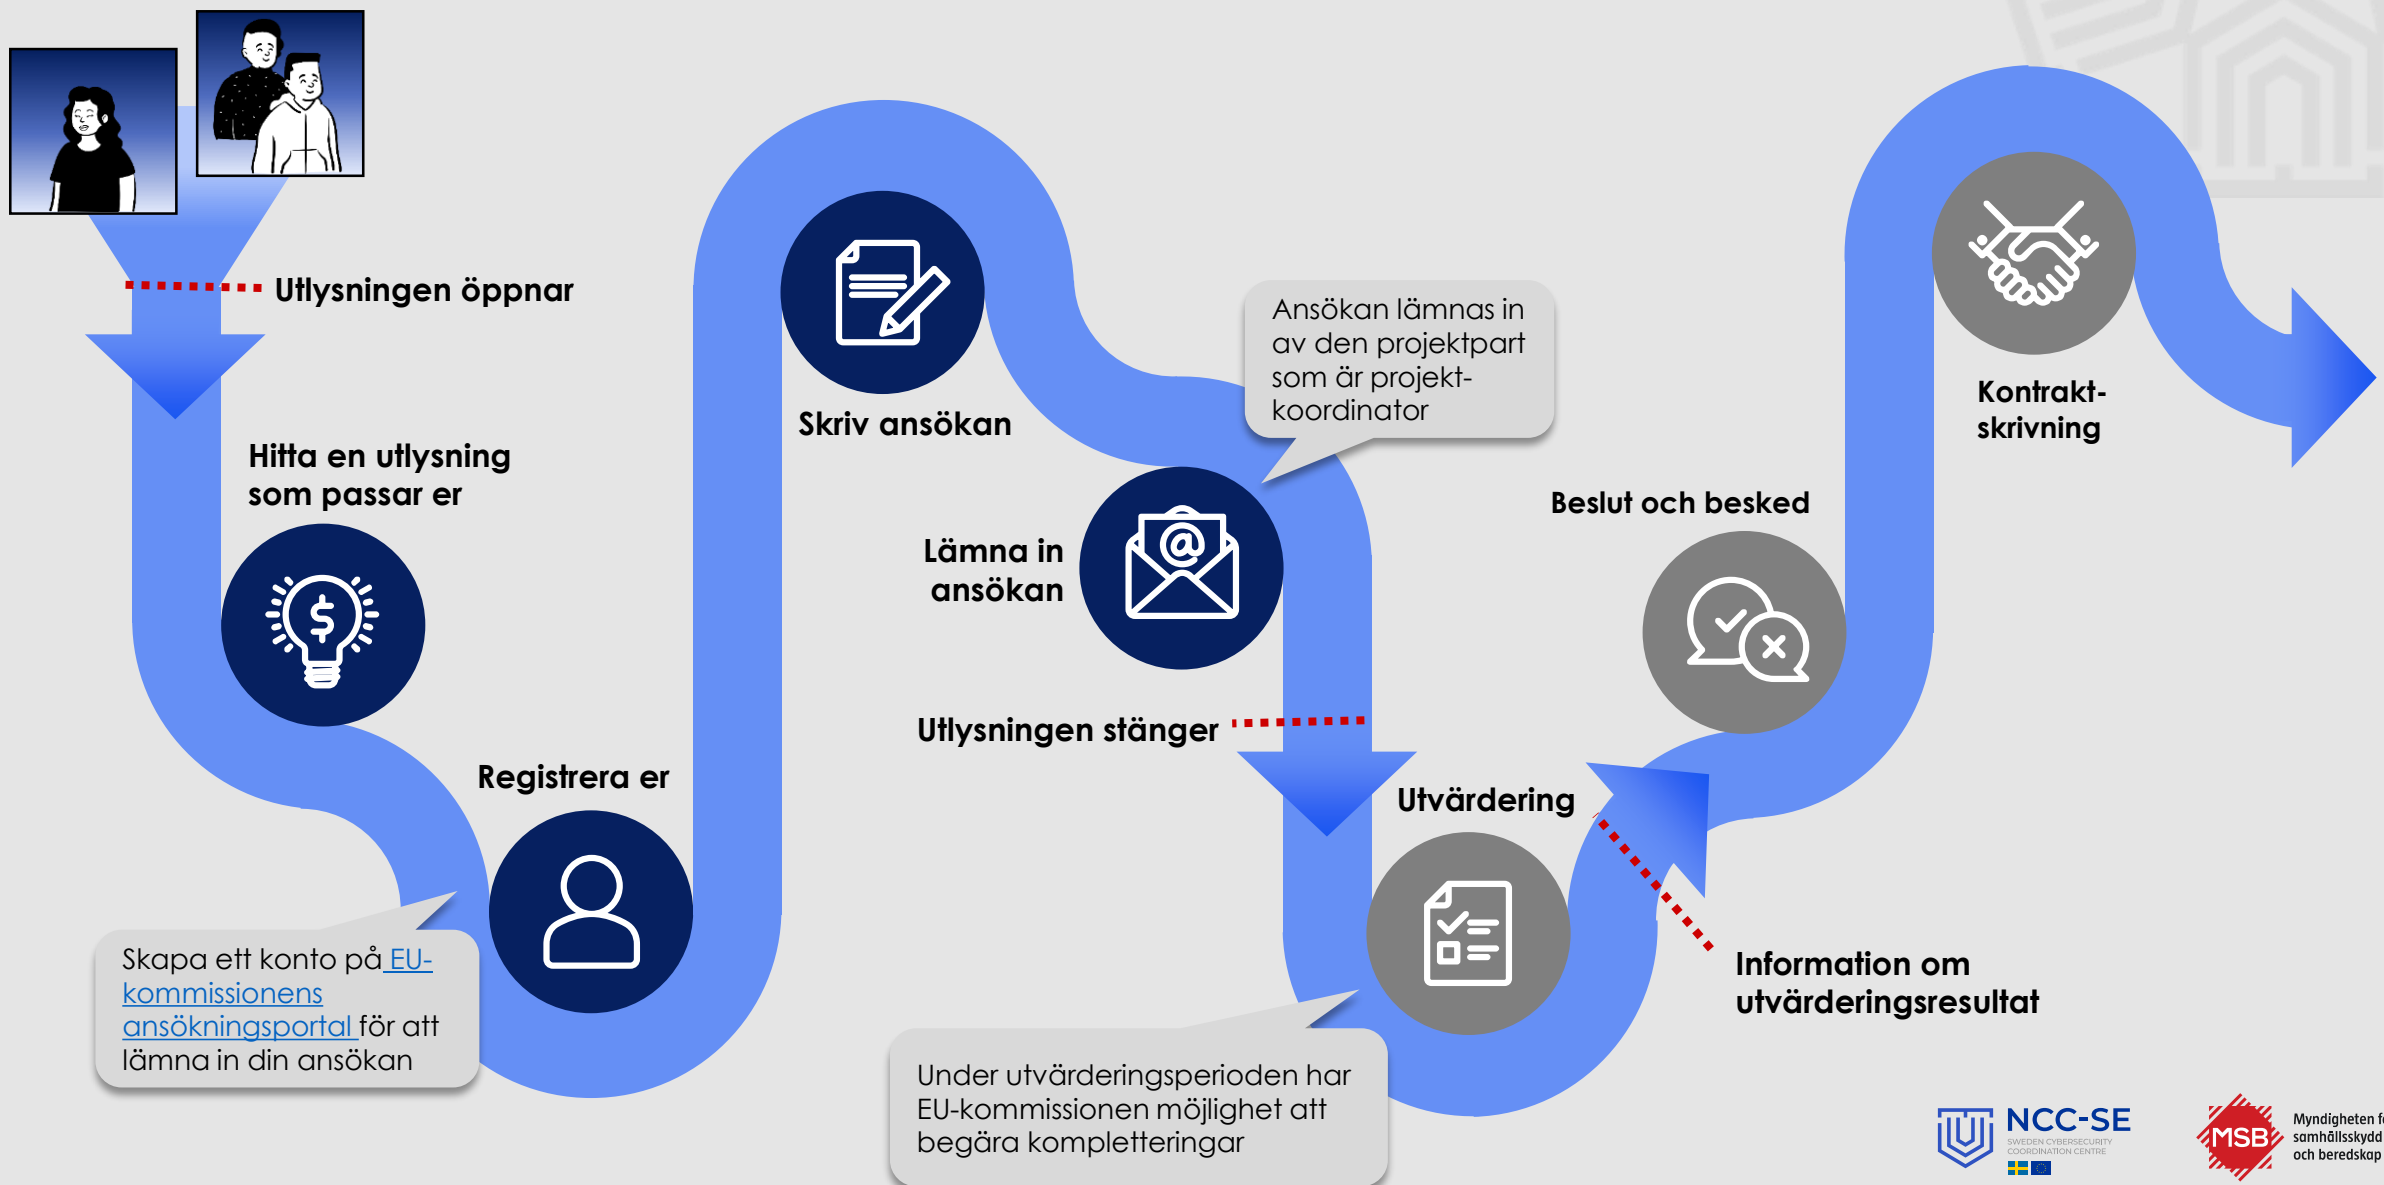 Utlysningen öppnar
Hitta en utlysning
som passar er
$
Registrera er
Skapa ett konto på EU-
kommissionens
ansökningsportal för att
lämna in din ansökan
Skriv ansökan
Ansökan lämnas in
av den projektpart
som är projekt-
koordinator
Lämna in
ansökan
@
Utlysningen stänger
Utvärdering
Under utvärderingsperioden har
EU-kommissionen möjlighet att
begära kompletteringar
Information om
utvärderingsresultat
Beslut och besked
Kontrakt-
skrivning
NCC-SE
SWEDEN CYBERSECURITY
COORDINATION CENTRE
MSB
Myndigheten fö
samhällsskydd
och beredskap